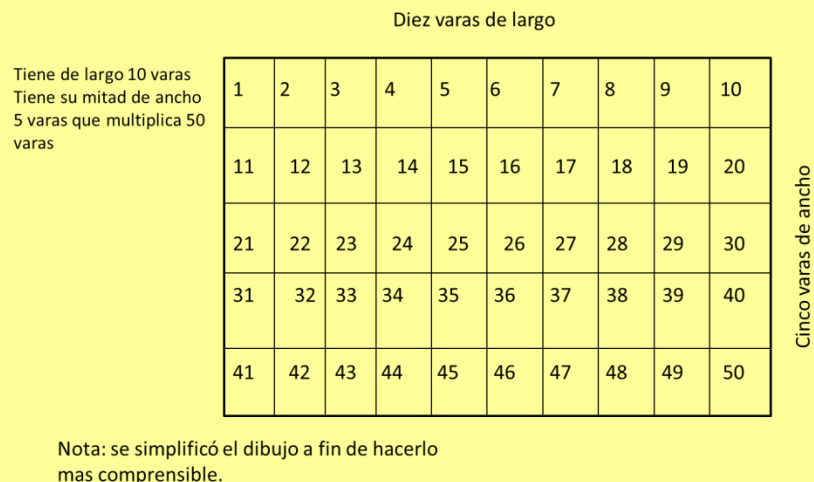 Diez varas de largo
Tiene de largo 10 varas
Tiene su mitad de ancho
5 varas que multiplica 50
varas
1 2 3 4 5 6 7 8 9 10
11 12 13 14 15 16 17 18 19 20
21 22 23 24 25 26 27 28 29 30
31 32 33 34 35 36 37 38 39 40
41 42 43 44 45 46 47 48 49 50
Cinco varas de ancho
Nota: se simplificó el dibujo a fin de hacerlo
mas comprensible.